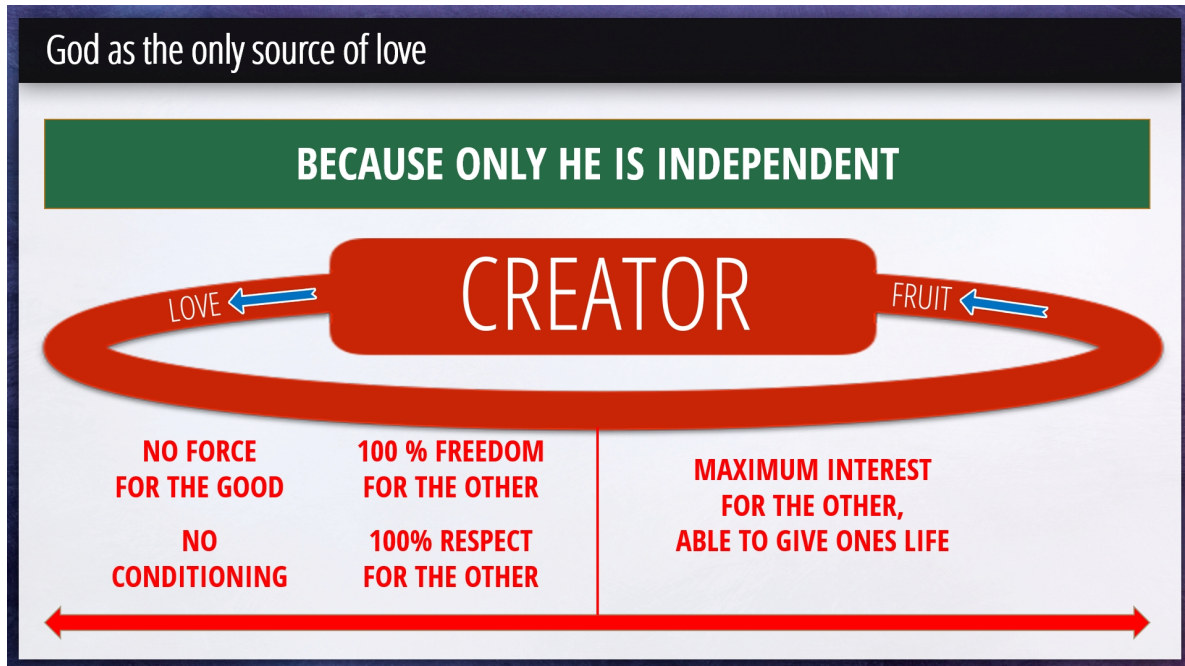 God as the only source of love
BECAUSE ONLY HE IS INDEPENDENT
CREATOR
LOVE
FRUIT
NO FORCE
FOR THE GOOD
100 % FREEDOM
FOR THE OTHER
NO
CONDITIONING
100% RESPECT
FOR THE OTHER
MAXIMUM INTEREST
FOR THE OTHER,
ABLE TO GIVE ONES LIFE